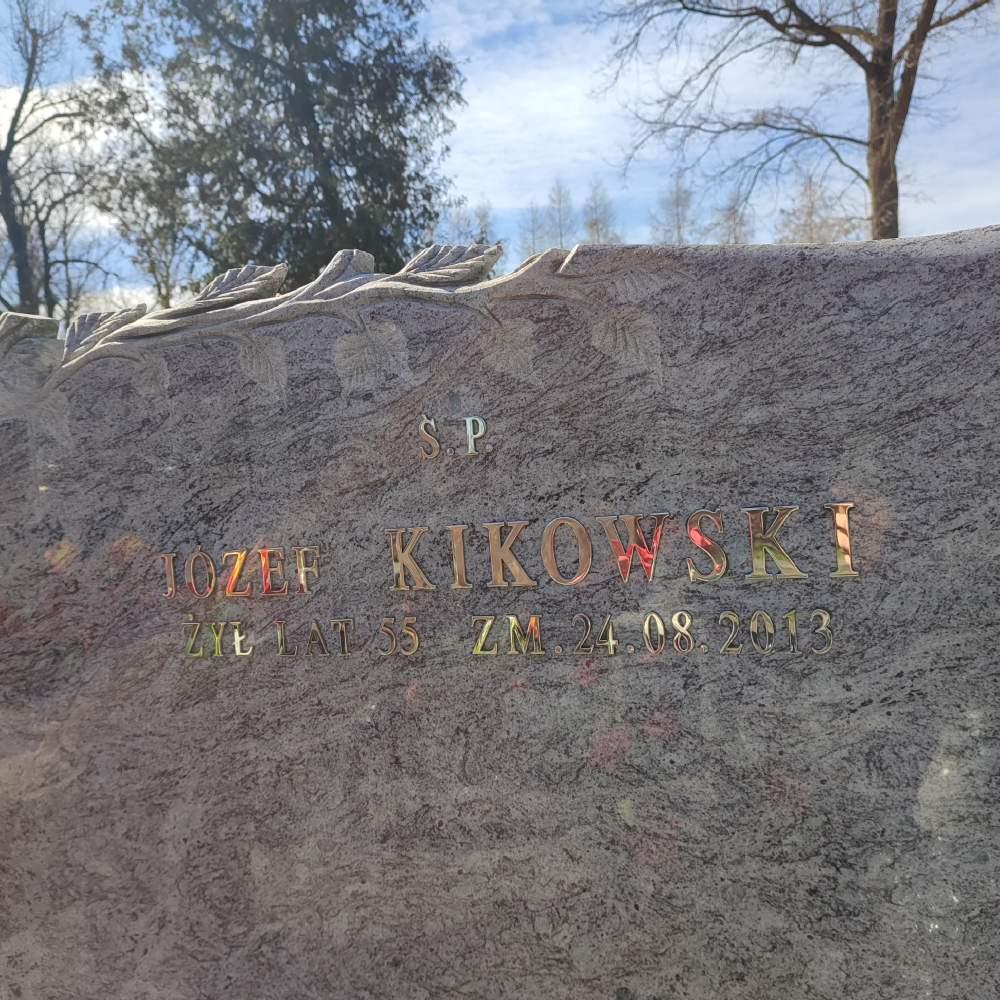 Ś.P.
JÓZEF KIKOWSKI
ŻYŁ LAT 55 ZM. 24.08.2013